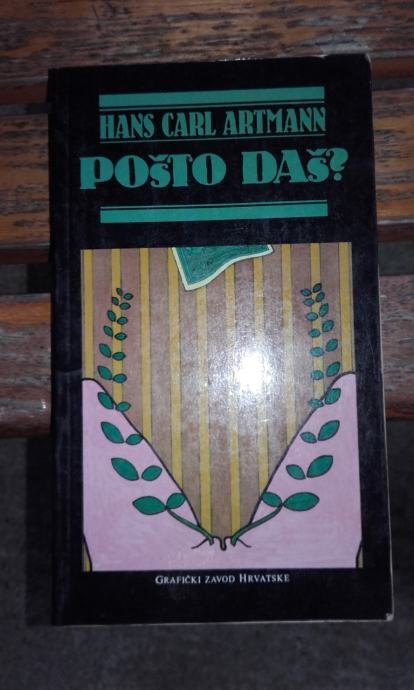 HANS CARL ARTMANN
POšTO DAš?
GRAFIČKI ZAVOD HRVATSKE